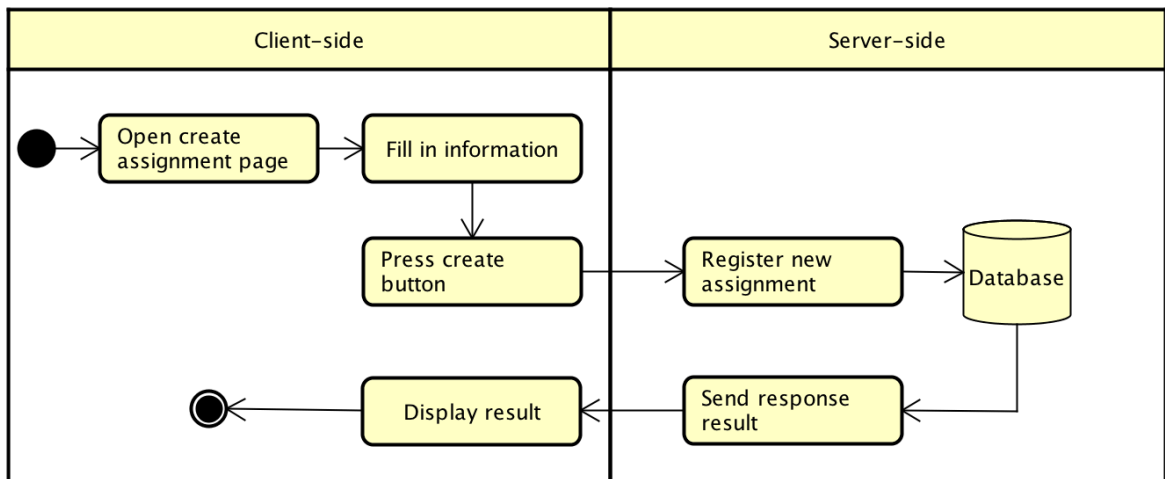 Client-side
Server-side
Open create
assignment page
Fill in information
Press create
button
Register new
assignment
Database
Display result
Send response
result